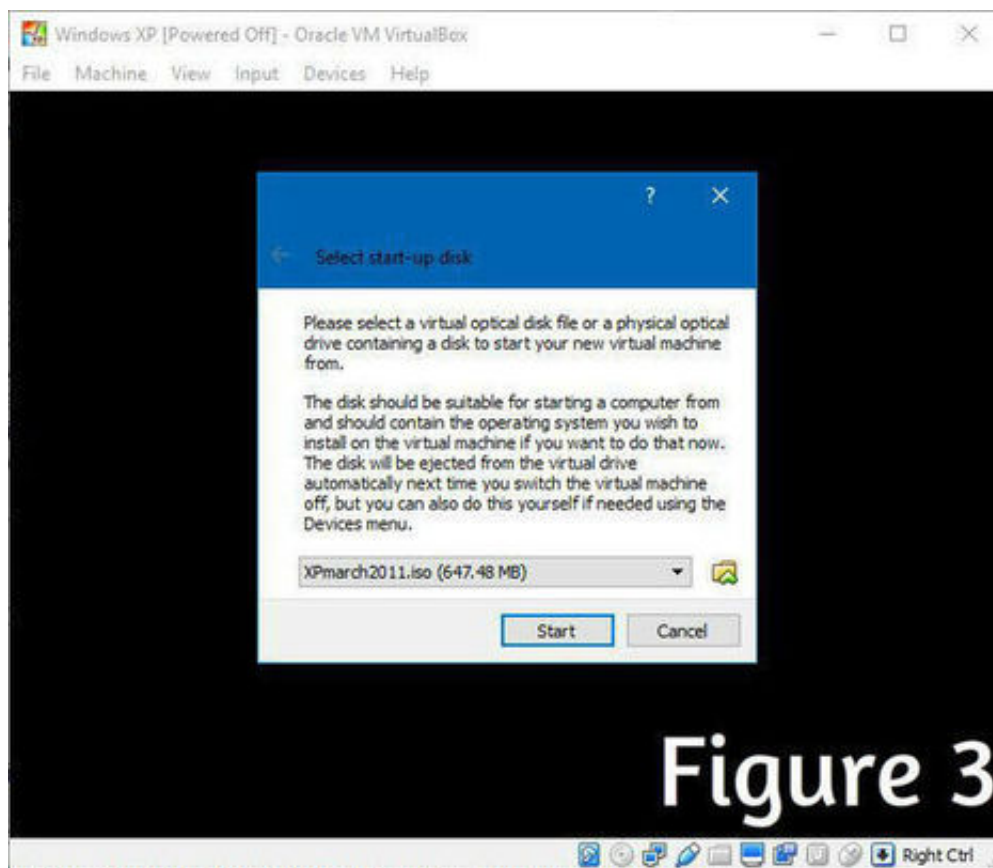 Windows XP [Powered Off] - Oracle VM VirtualBox
File Machine View Input Devices Help
?
Select start-up disk
Please select a virtual optical disk file or a physical optical
drive containing a disk to start your new virtual machine
from.
The disk should be suitable for starting a computer from
and should contain the operating system you wish to
install on the virtual machine if you want to do that now.
The disk will be ejected from the virtual drive
automatically next time you switch the virtual machine
off, but you can also do this yourself if needed using the
Devices menu.
XPmarch2011.iso (647.48 MB)
Start Cancel
Figure 3
Right Ctrl